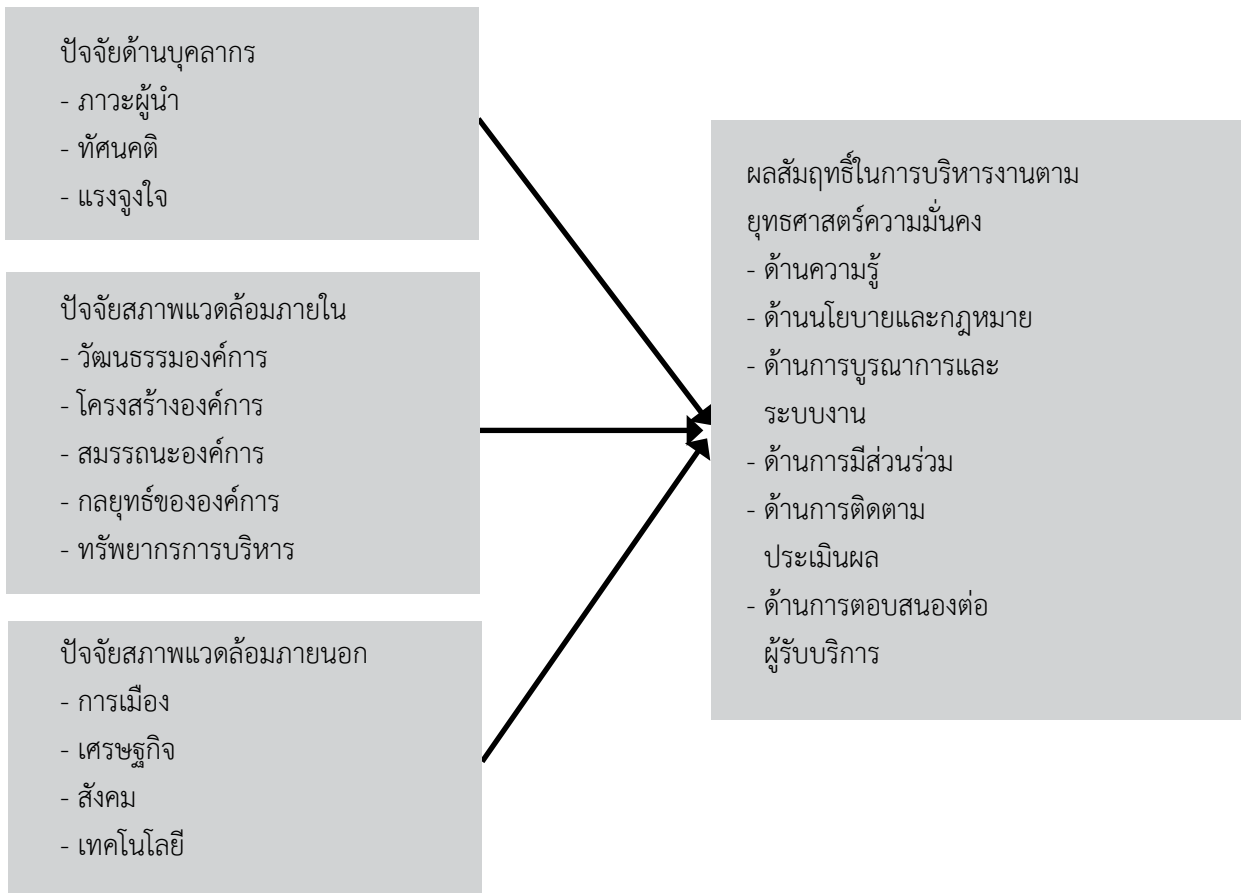 ปัจจัยด้านบุคลากร
- ภาวะผู้นำ
- ทัศนคติ
- แรงจูงใจ
ปัจจัยสภาพแวดล้อมภายใน
- วัฒนธรรมองค์การ
- โครงสร้างองค์การ
- สมรรถนะองค์การ
- กลยุทธ์ขององค์การ
- ทรัพยากรการบริหาร
ปัจจัยสภาพแวดล้อมภายนอก
- การเมือง
- เศรษฐกิจ
- สังคม
- เทคโนโลยี
ผลสัมฤทธิ์ในการบริหารงานตาม
ยุทธศาสตร์ความมั่นคง
- ด้านความรู้
- ด้านนโยบายและกฎหมาย
- ด้านการบูรณาการและ
ระบบงาน
- ด้านการมีส่วนร่วม
- ด้านการติดตาม
ประเมินผล
- ด้านการตอบสนองต่อ
ผู้รับบริการ